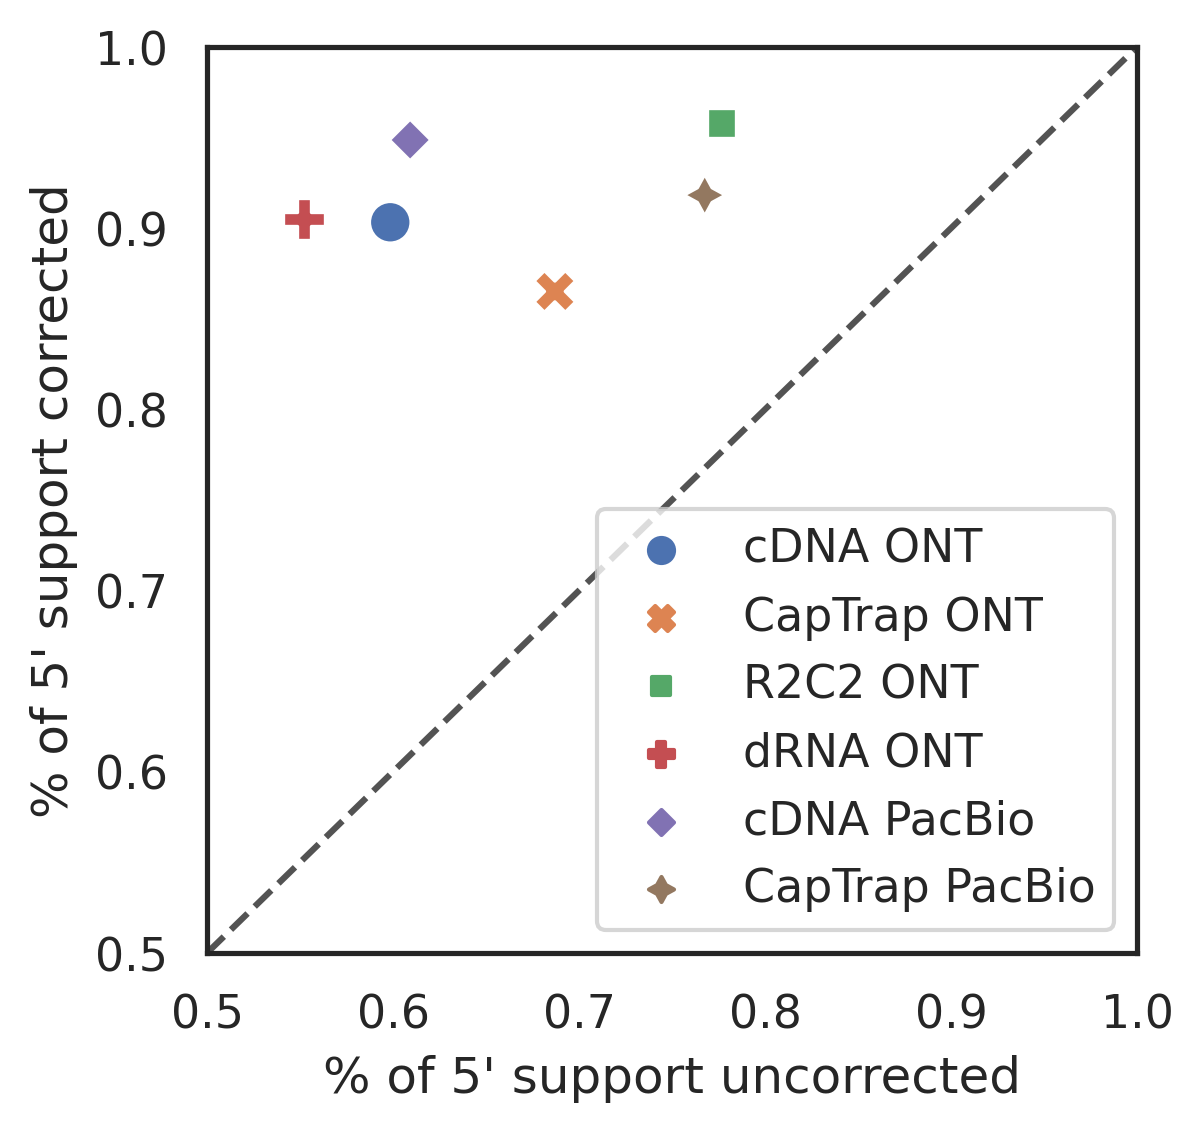 1.0
0.9
0.8
0.7
0.6
0.5
% of 5' support corrected
cDNA ONT
CapTrap ONT
R2C2 ONT
dRNA ONT
cDNA PacBio
CapTrap PacBio
0.5 0.6 0.7 0.8 0.9 1.0
% of 5' support uncorrected